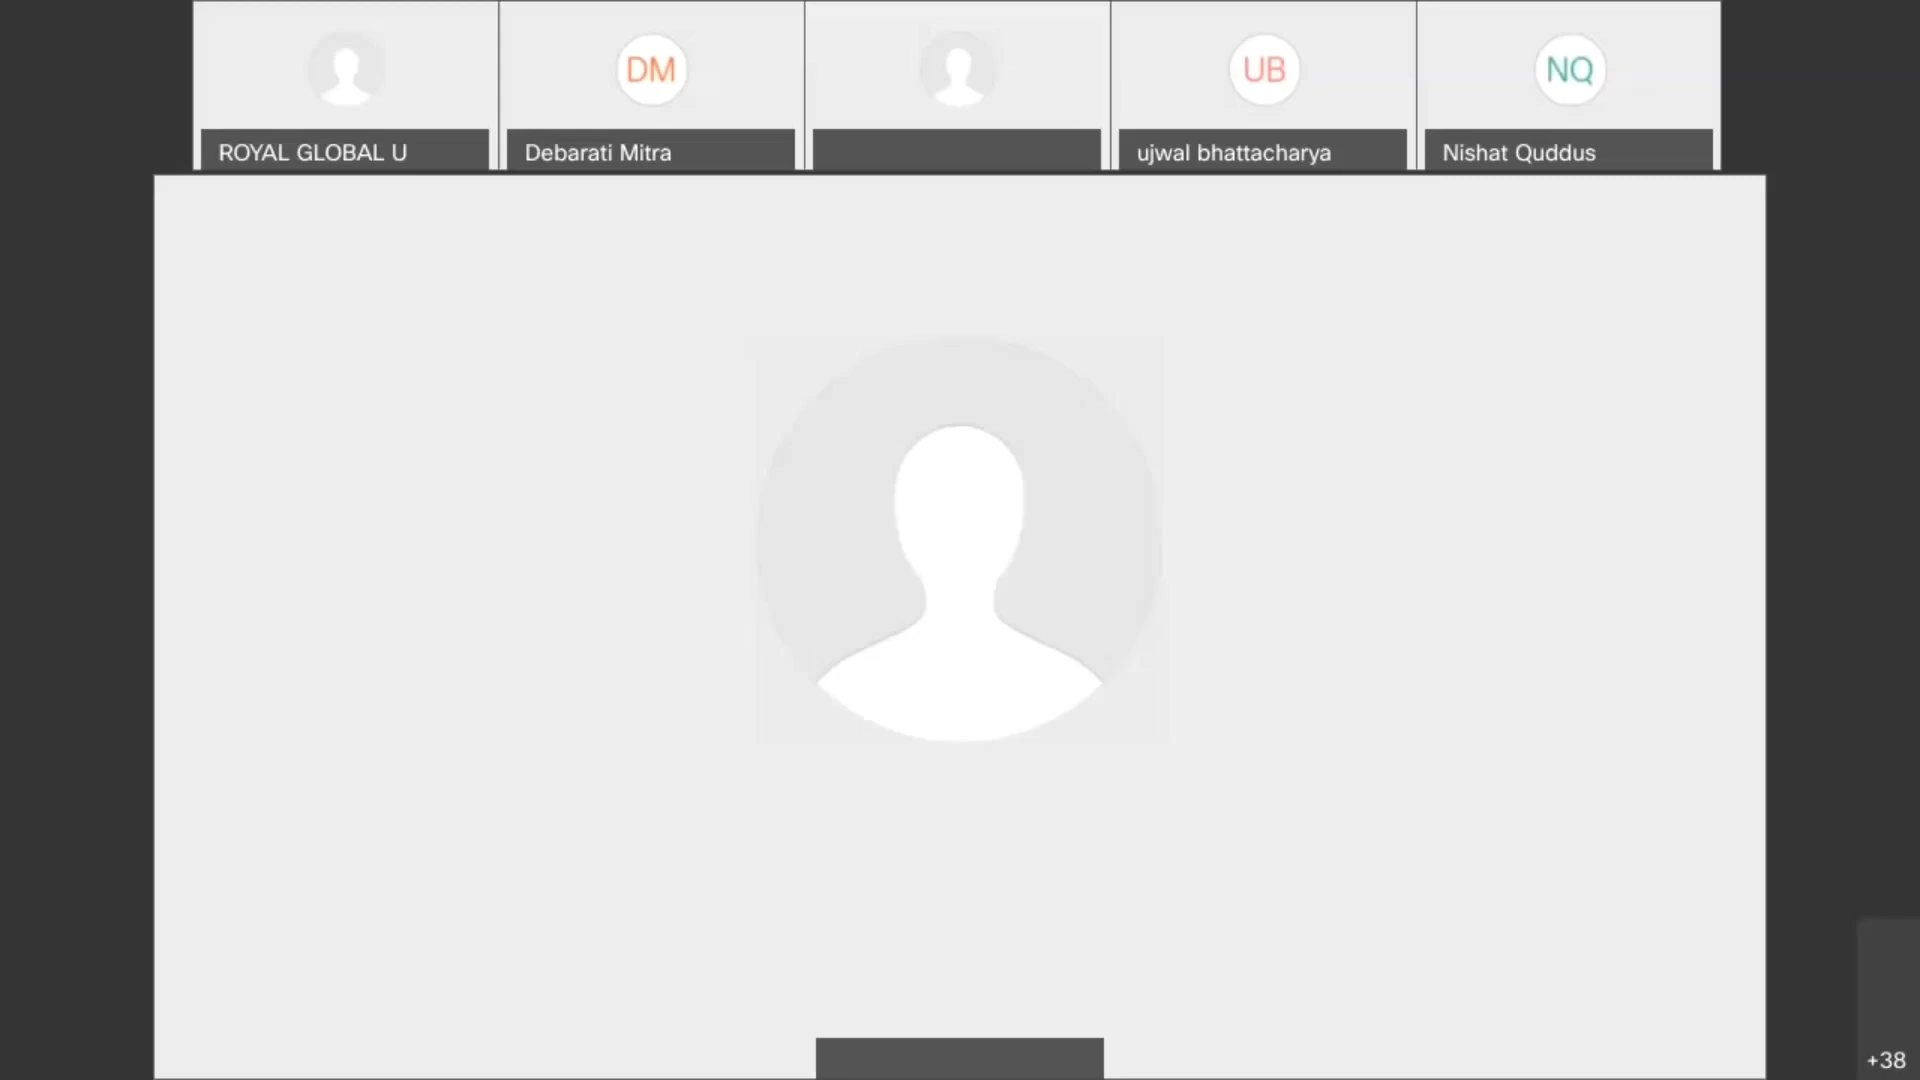 DM
UB
NQ
ROYAL GLOBAL U
Debarati Mitra
ujwal bhattacharya
Nishat Quddus
+38